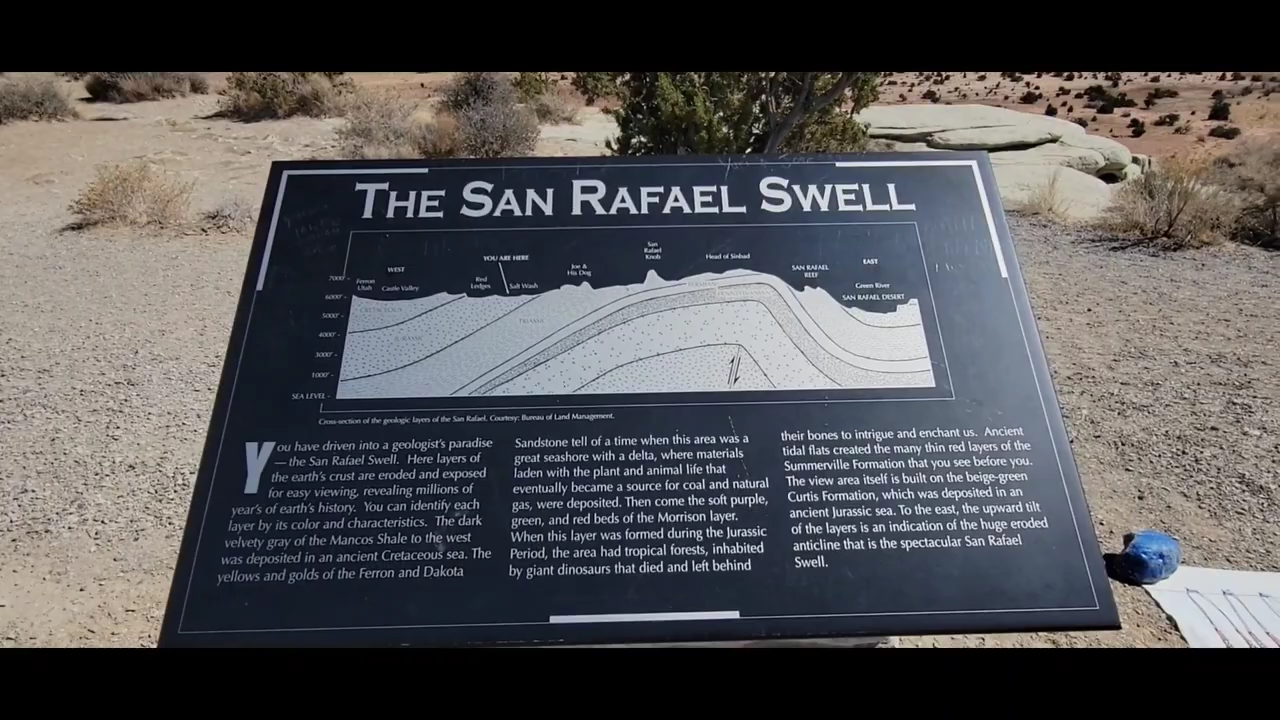 THE SAN RAFAEL SWELL
San
Rafael
Knob
YOU ARE HERE
Head of Sinbad
WEST
Joe &
His Dog
SAN RAFAEL
REEF
EAST
7000'
Ferron
Utah
Castle Valley
Red
Ledges
Salt Wash
Green River
SAN RAFAEL DESERT
6000'
5000'
4000'
3000'
1000'
SEA LEVEL
CRETACEOUS
JURASSIC
TRIASSIC
PERMIAN
Cross-section of the geologic layers of the San Rafael. Courtesy: Bureau of Land Management.
You have driven into a geologist's paradise
— the San Rafael Swell. Here layers of
the earth's crust are eroded and exposed
for easy viewing, revealing millions of
year's of earth's history. You can identify each
layer by its color and characteristics. The dark
velvety gray of the Mancos Shale to the west
was deposited in an ancient Cretaceous sea. The
yellows and golds of the Ferron and Dakota
Sandstone tell of a time when this area was a
great seashore with a delta, where materials
laden with the plant and animal life that
eventually became a source for coal and natural
gas, were deposited. Then come the soft purple,
green, and red beds of the Morrison layer.
When this layer was formed during the Jurassic
Period, the area had tropical forests, inhabited
by giant dinosaurs that died and left behind
their bones to intrigue and enchant us. Ancient
tidal flats created the many thin red layers of the
Summerville Formation that you see before you.
The view area itself is built on the beige-green
Curtis Formation, which was deposited in an
ancient Jurassic sea. To the east, the upward tilt
of the layers is an indication of the huge eroded
anticline that is the spectacular San Rafael
Swell.